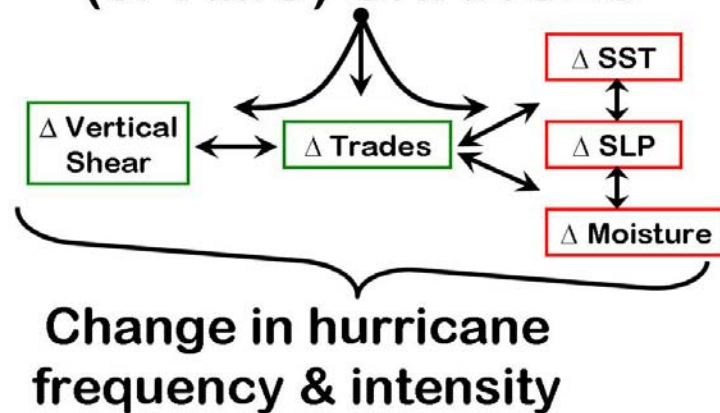 Δ SST
Δ Vertical
Shear
Δ Trades
Δ SLP
Δ Moisture
Change in hurricane
frequency & intensity